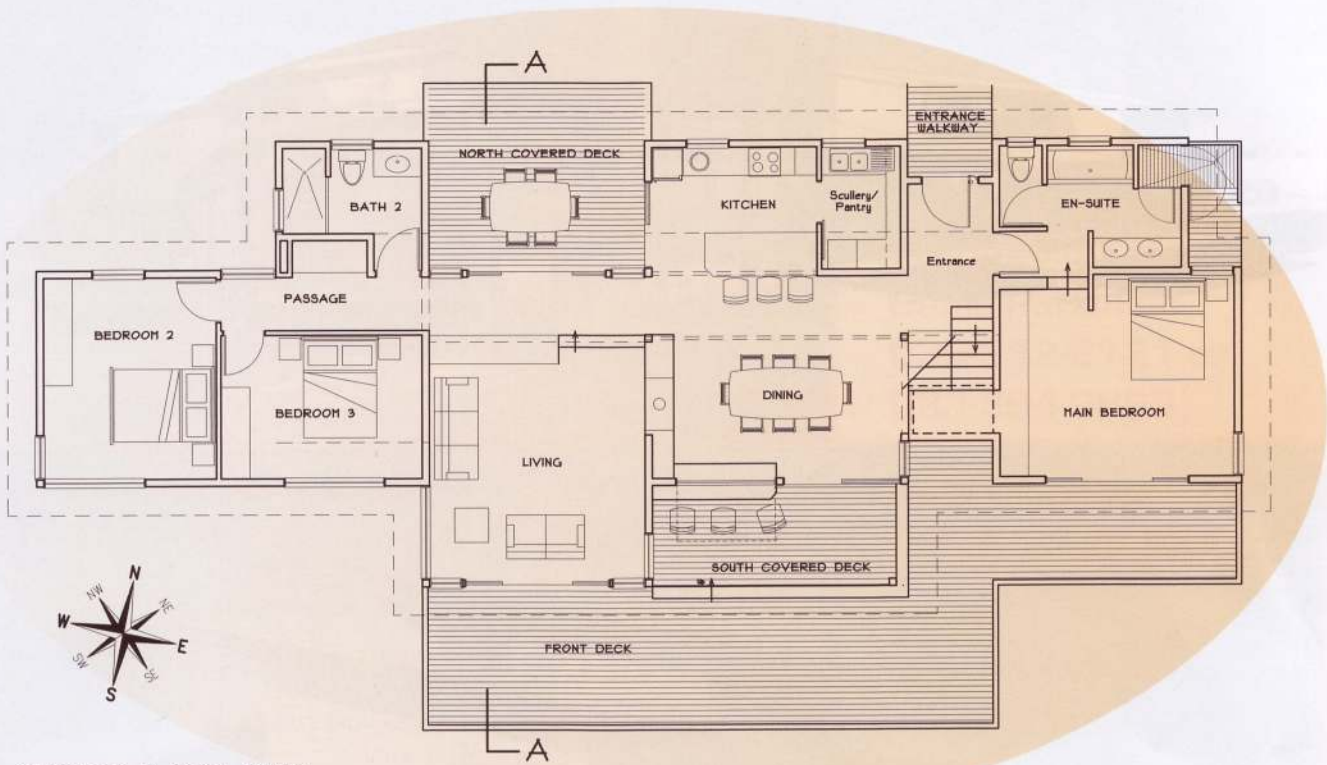 A
ENTRANCE
WALKWAY
NORTH COVERED DECK
BATH 2
KITCHEN
Scullery/
Pantry
EN-SUITE
Entrance
PASSAGE
BEDROOM 2
BEDROOM 3
DINING
MAIN BEDROOM
LIVING
SOUTH COVERED DECK
FRONT DECK
N
NW
NE
W
E
SW
S
A